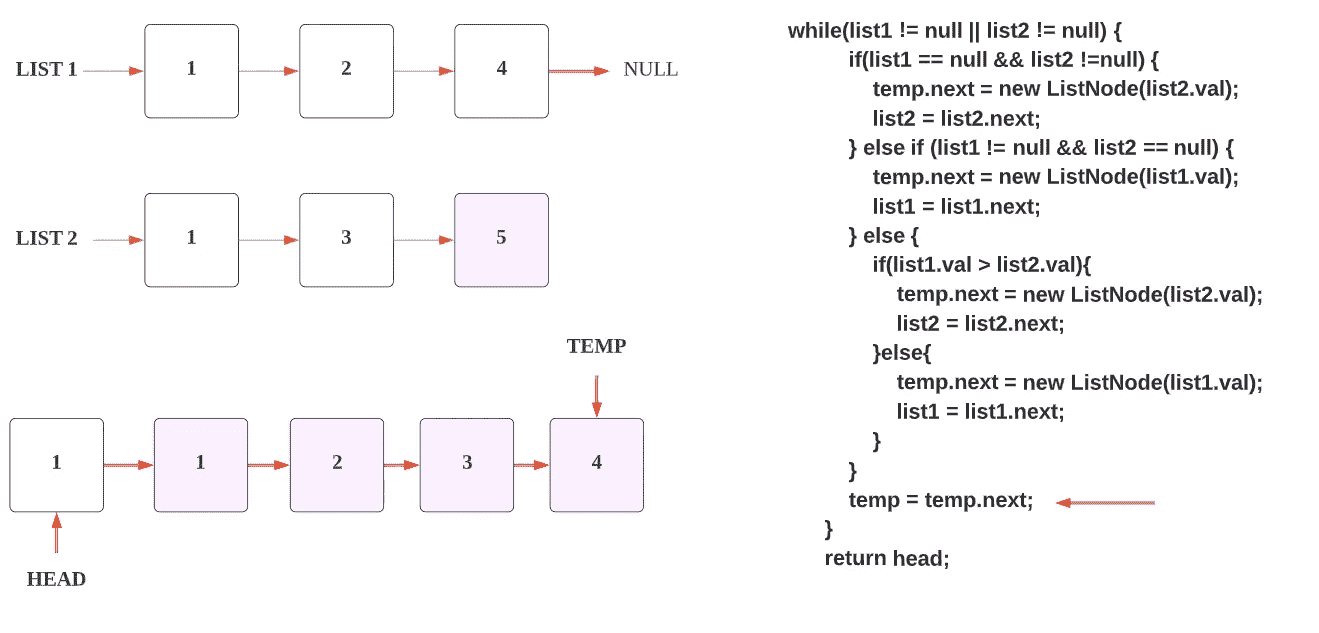 LIST 1 1 2 4 NULL
LIST 2 1 3 5
TEMP
1 1 2 3 4
HEAD
while(list1 != null || list2 != null) {
if(list1 == null && list2 !=null) {
temp.next = new ListNode(list2.val);
list2 = list2.next;
} else if (list1 != null && list2 == null) {
temp.next = new ListNode(list1.val);
list1 = list1.next;
} else {
if(list1.val > list2.val){
temp.next = new ListNode(list2.val);
list2 = list2.next;
}else{
temp.next = new ListNode(list1.val);
list1 = list1.next;
}
}
temp = temp.next;
}
return head;